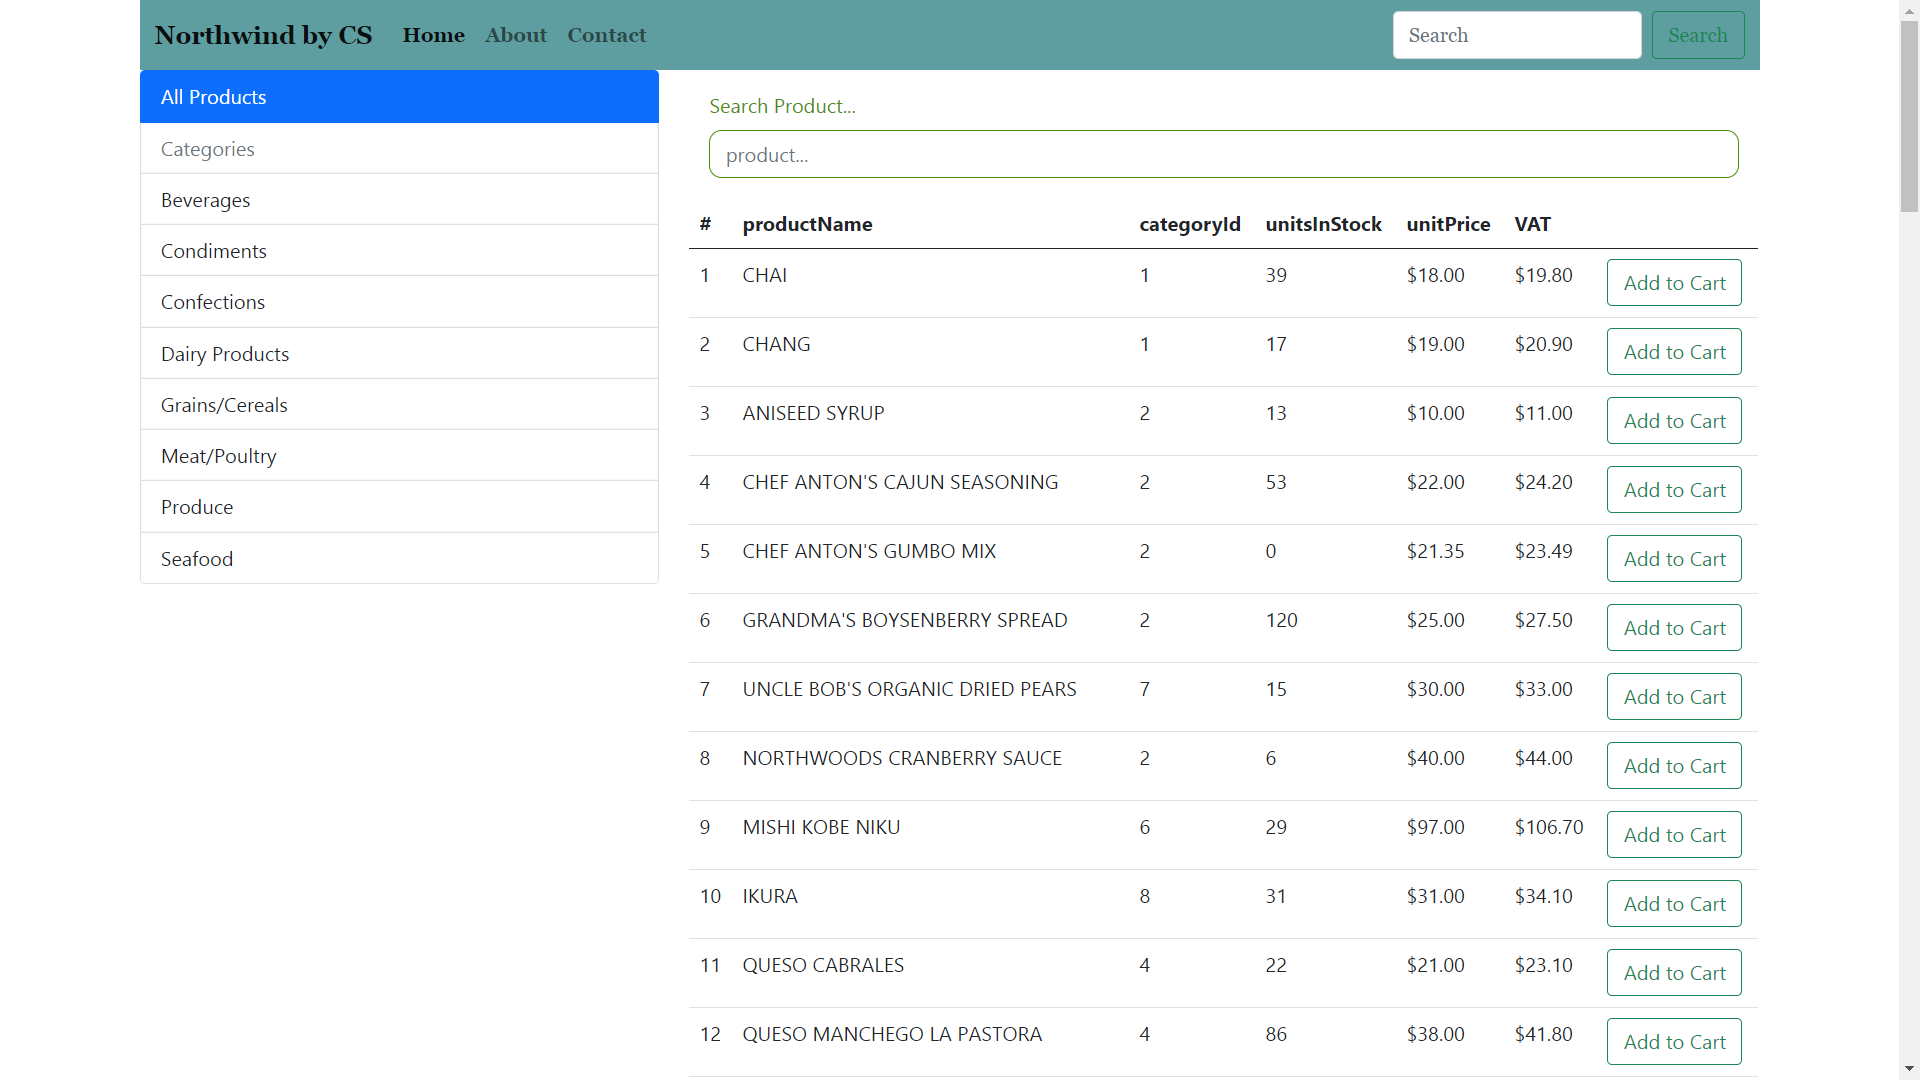 Northwind by CS Home About Contact Search Search
All Products
Categories
Beverages
Condiments
Confections
Dairy Products
Grains/Cereals
Meat/Poultry
Produce
Seafood
Search Product...
product...
# productName categoryId unitsInStock unitPrice VAT
1 CHAI 1 39 $18.00 $19.80 Add to Cart
2 CHANG 1 17 $19.00 $20.90 Add to Cart
3 ANISEED SYRUP 2 13 $10.00 $11.00 Add to Cart
4 CHEF ANTON'S CAJUN SEASONING 2 53 $22.00 $24.20 Add to Cart
5 CHEF ANTON'S GUMBO MIX 2 0 $21.35 $23.49 Add to Cart
6 GRANDMA'S BOYSENBERRY SPREAD 2 120 $25.00 $27.50 Add to Cart
7 UNCLE BOB'S ORGANIC DRIED PEARS 7 15 $30.00 $33.00 Add to Cart
8 NORTHWOODS CRANBERRY SAUCE 2 6 $40.00 $44.00 Add to Cart
9 MISHI KOBE NIKU 6 29 $97.00 $106.70 Add to Cart
10 IKURA 8 31 $31.00 $34.10 Add to Cart
11 QUESO CABRALES 4 22 $21.00 $23.10 Add to Cart
12 QUESO MANCHEGO LA PASTORA 4 86 $38.00 $41.80 Add to Cart